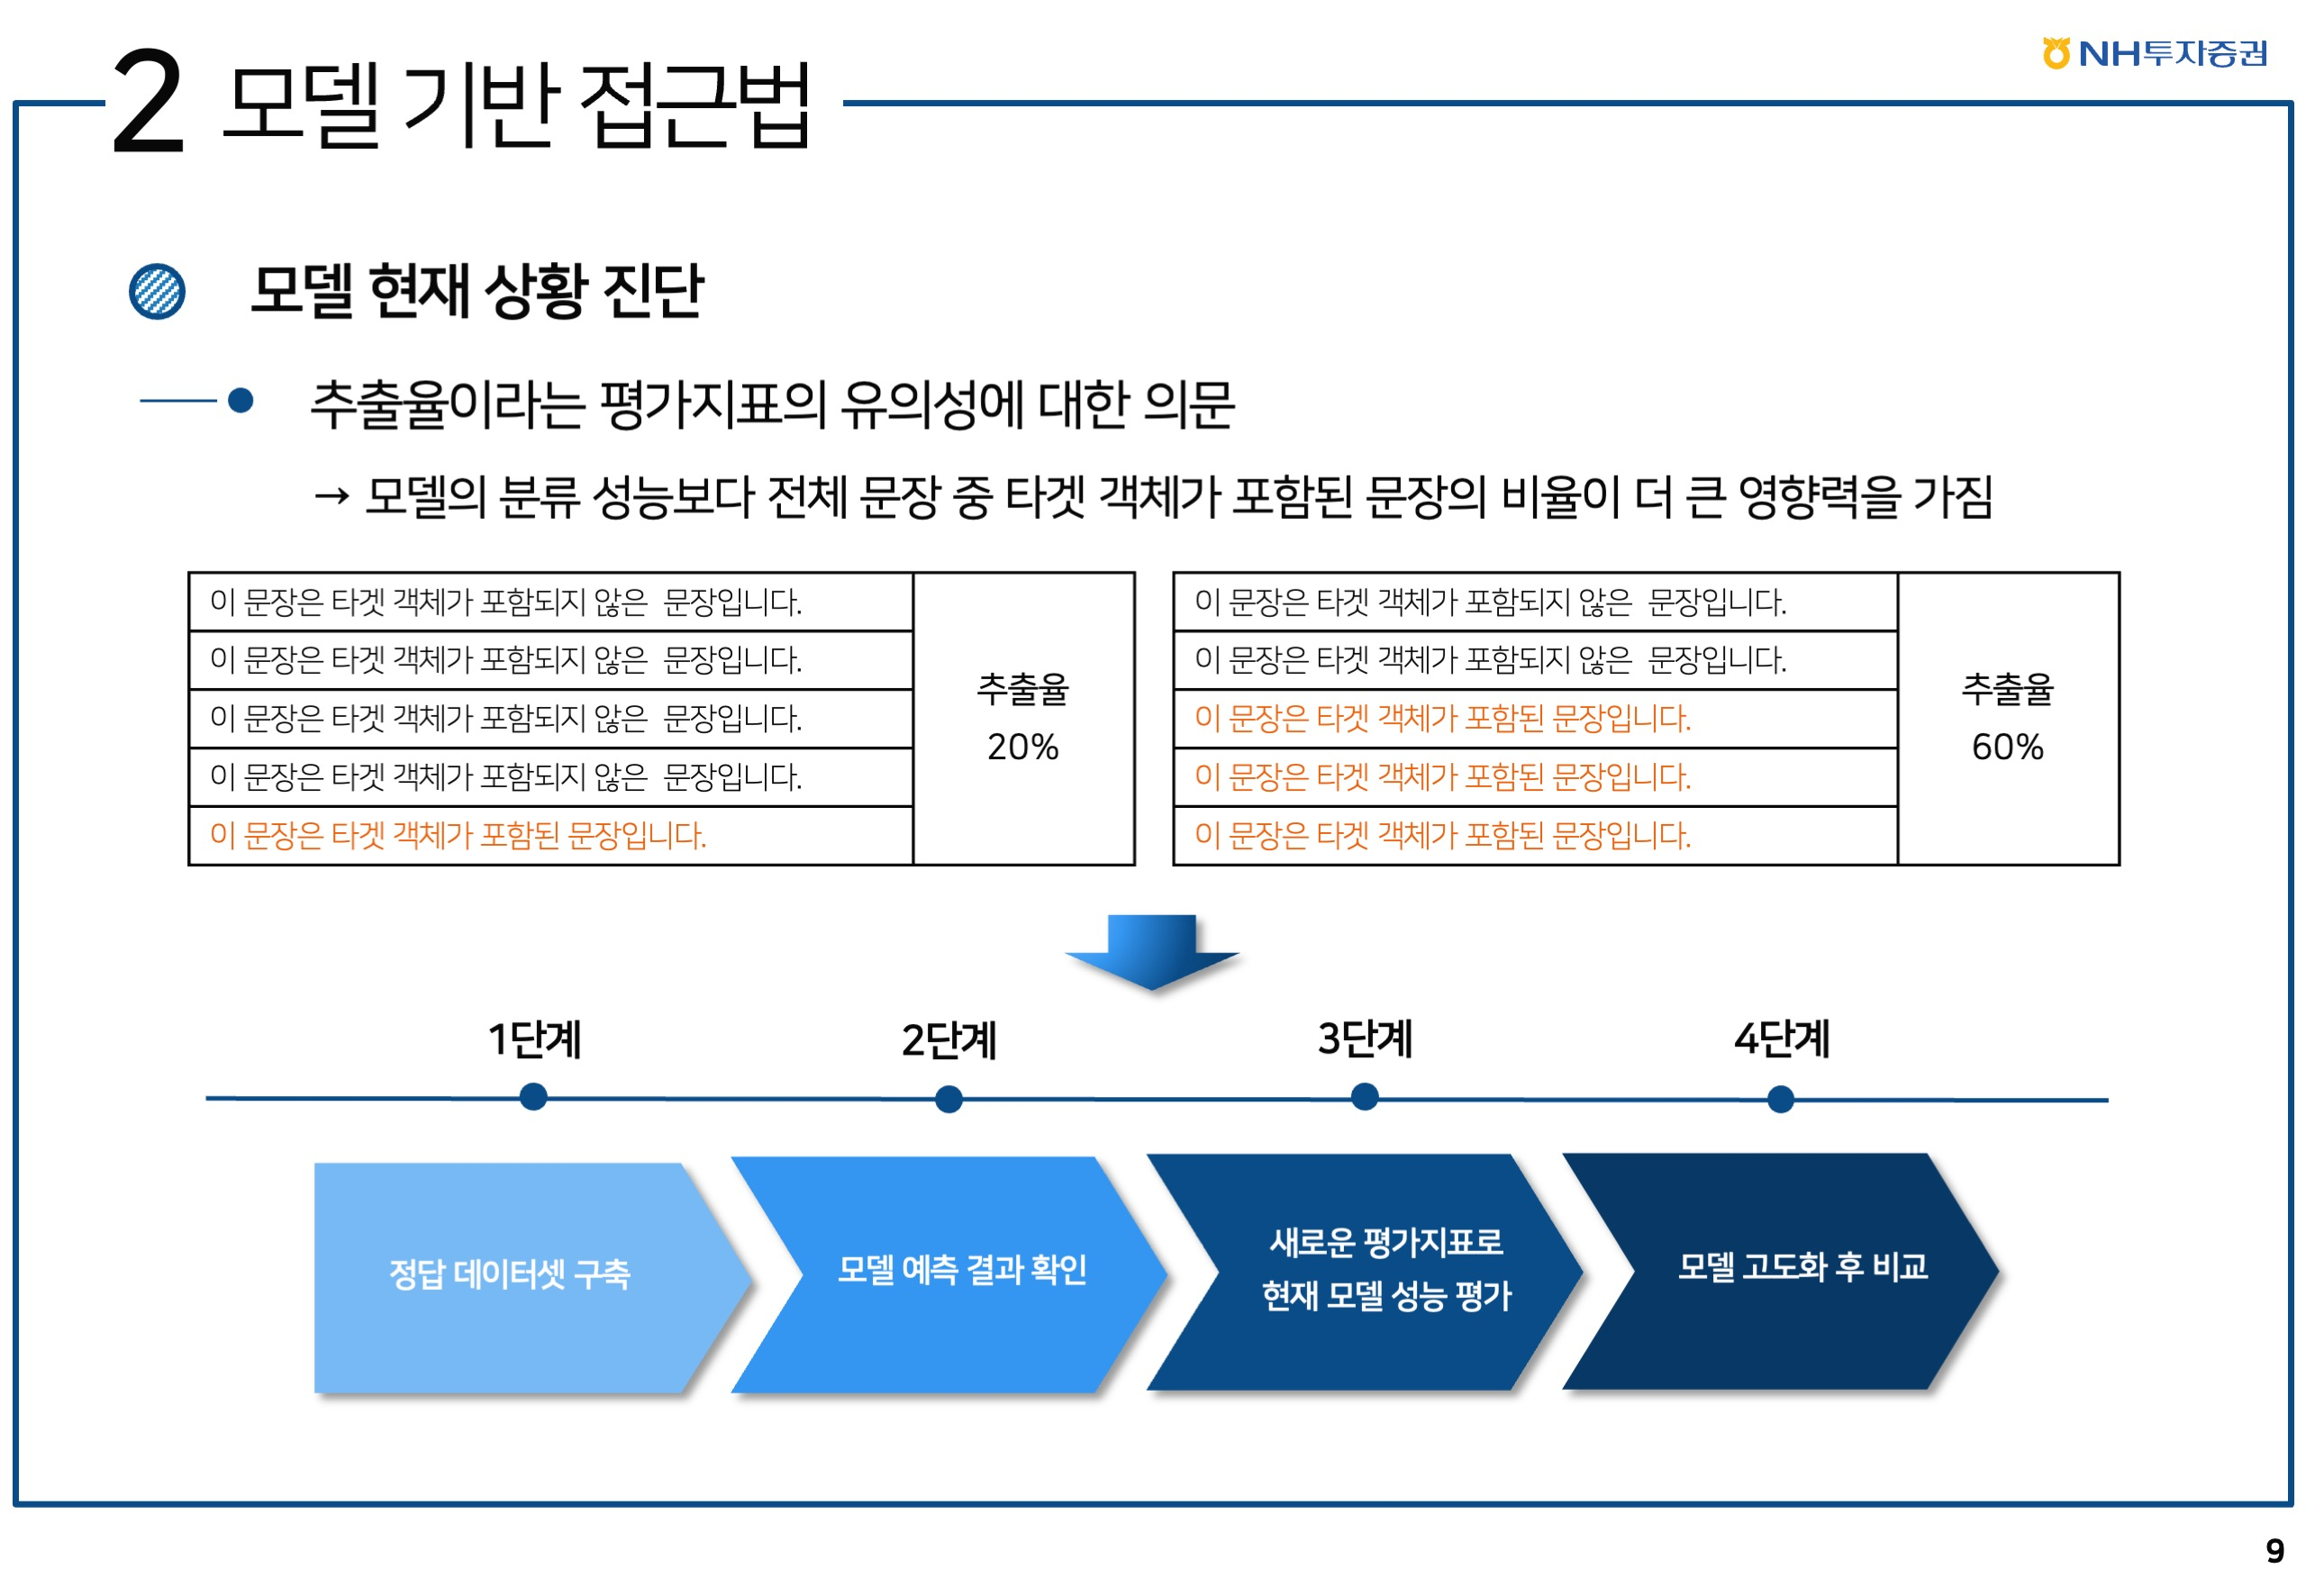 2 모델 기반 접근법
NH투자증권
모델 현재 상황 진단
추출율이라는 평가지표의 유의성에 대한 의문
→ 모델의 분류 성능보다 전체 문장 중 타겟 객체가 포함된 문장의 비율이 더 큰 영향력을 가짐
이 문장은 타겟 객체가 포함되지 않은 문장입니다.
이 문장은 타겟 객체가 포함되지 않은 문장입니다.
이 문장은 타겟 객체가 포함되지 않은 문장입니다.
이 문장은 타겟 객체가 포함되지 않은 문장입니다.
이 문장은 타겟 객체가 포함된 문장입니다.
추출율
20%
이 문장은 타겟 객체가 포함되지 않은 문장입니다.
이 문장은 타겟 객체가 포함되지 않은 문장입니다.
이 문장은 타겟 객체가 포함된 문장입니다.
이 문장은 타겟 객체가 포함된 문장입니다.
이 문장은 타겟 객체가 포함된 문장입니다.
추출율
60%
1단계
2단계
3단계
4단계
정답 데이터셋 구축
모델 예측 결과 확인
새로운 평가지표로
현재 모델 성능 평가
모델 고도화 후 비교
9